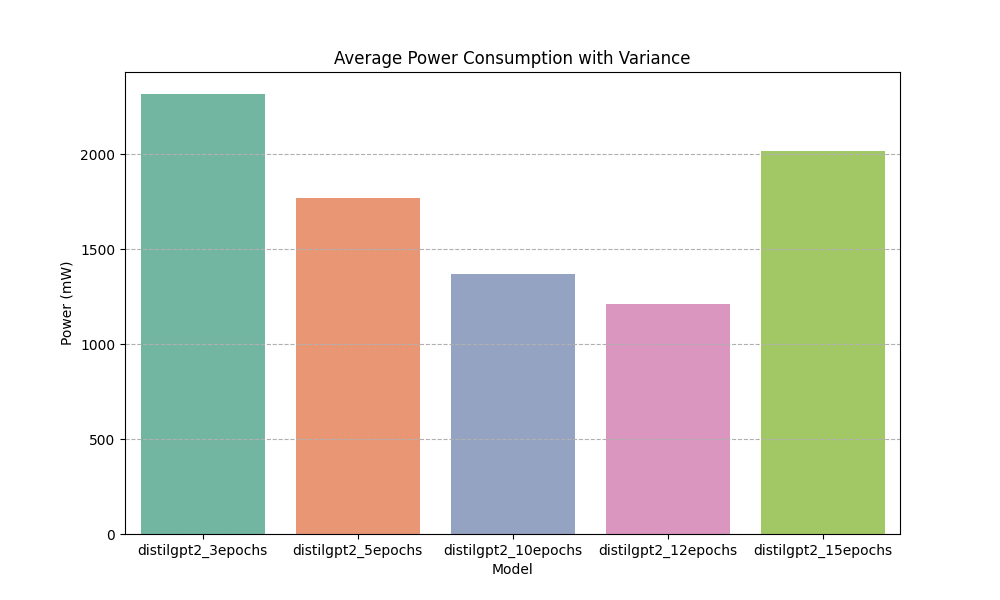 Average Power Consumption with Variance
Power (mW)
2000
1500
1000
500
0
distilgpt2_3epochs
distilgpt2_5epochs
distilgpt2_10epochs
distilgpt2_12epochs
distilgpt2_15epochs
Model